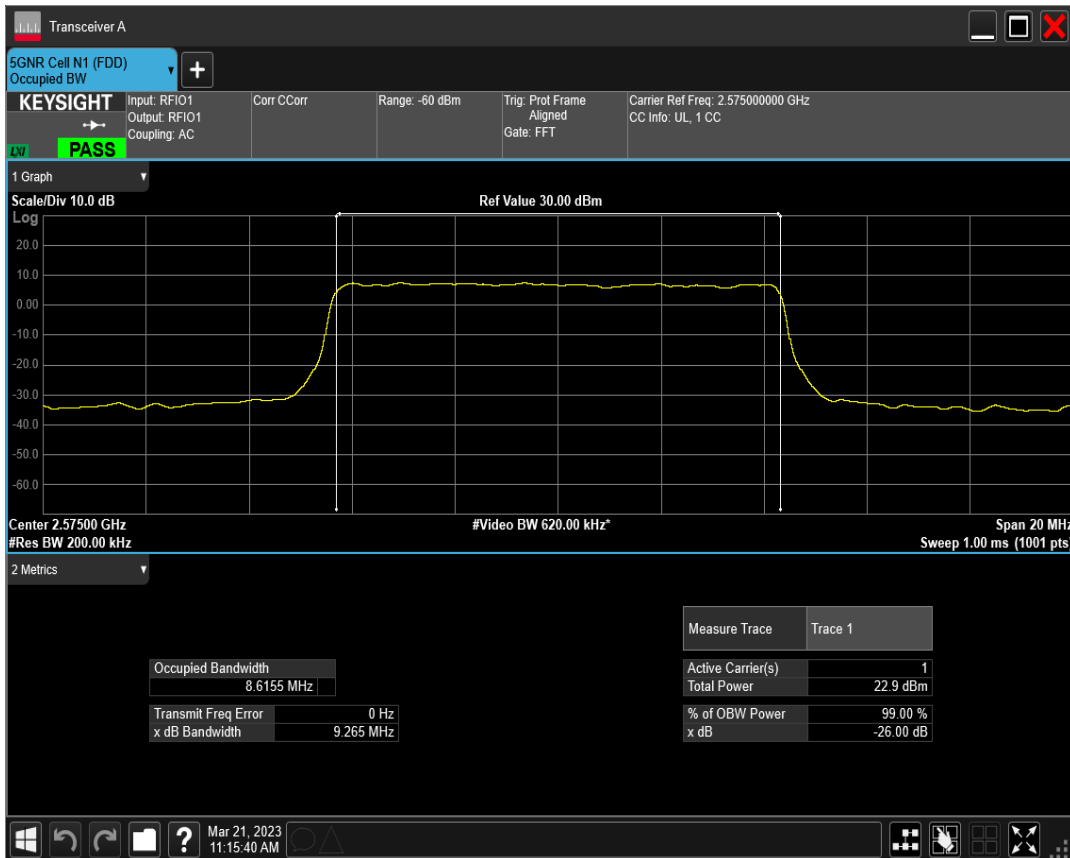 Transceiver A
5GNR Cell N1 (FDD)
Occupied BW
+
KEYSIGHT
LXI
PASS
Input: RFIO1
Output: RFIO1
Coupling: AC
Corr CCorr
Range: -60 dBm
Trig: Prot Frame
Aligned
Gate: FFT
Carrier Ref Freq: 2.575000000 GHz
CC Info: UL, 1 CC
1 Graph
Scale/Div 10.0 dB
Ref Value 30.00 dBm
Log
20.0
10.0
0.00
-10.0
-20.0
-30.0
-40.0
-50.0
-60.0
Center 2.57500 GHz
#Video BW 620.00 kHz*
Span 20 MHz
#Res BW 200.00 kHz
Sweep 1.00 ms (1001 pts)
2 Metrics
Measure Trace
Trace 1
Occupied Bandwidth
8.6155 MHz
Active Carrier(s) 1
Total Power 22.9 dBm
Transmit Freq Error 0 Hz
x dB Bandwidth 9.265 MHz
% of OBW Power 99.00 %
x dB -26.00 dB
?
Mar 21, 2023
11:15:40 AM